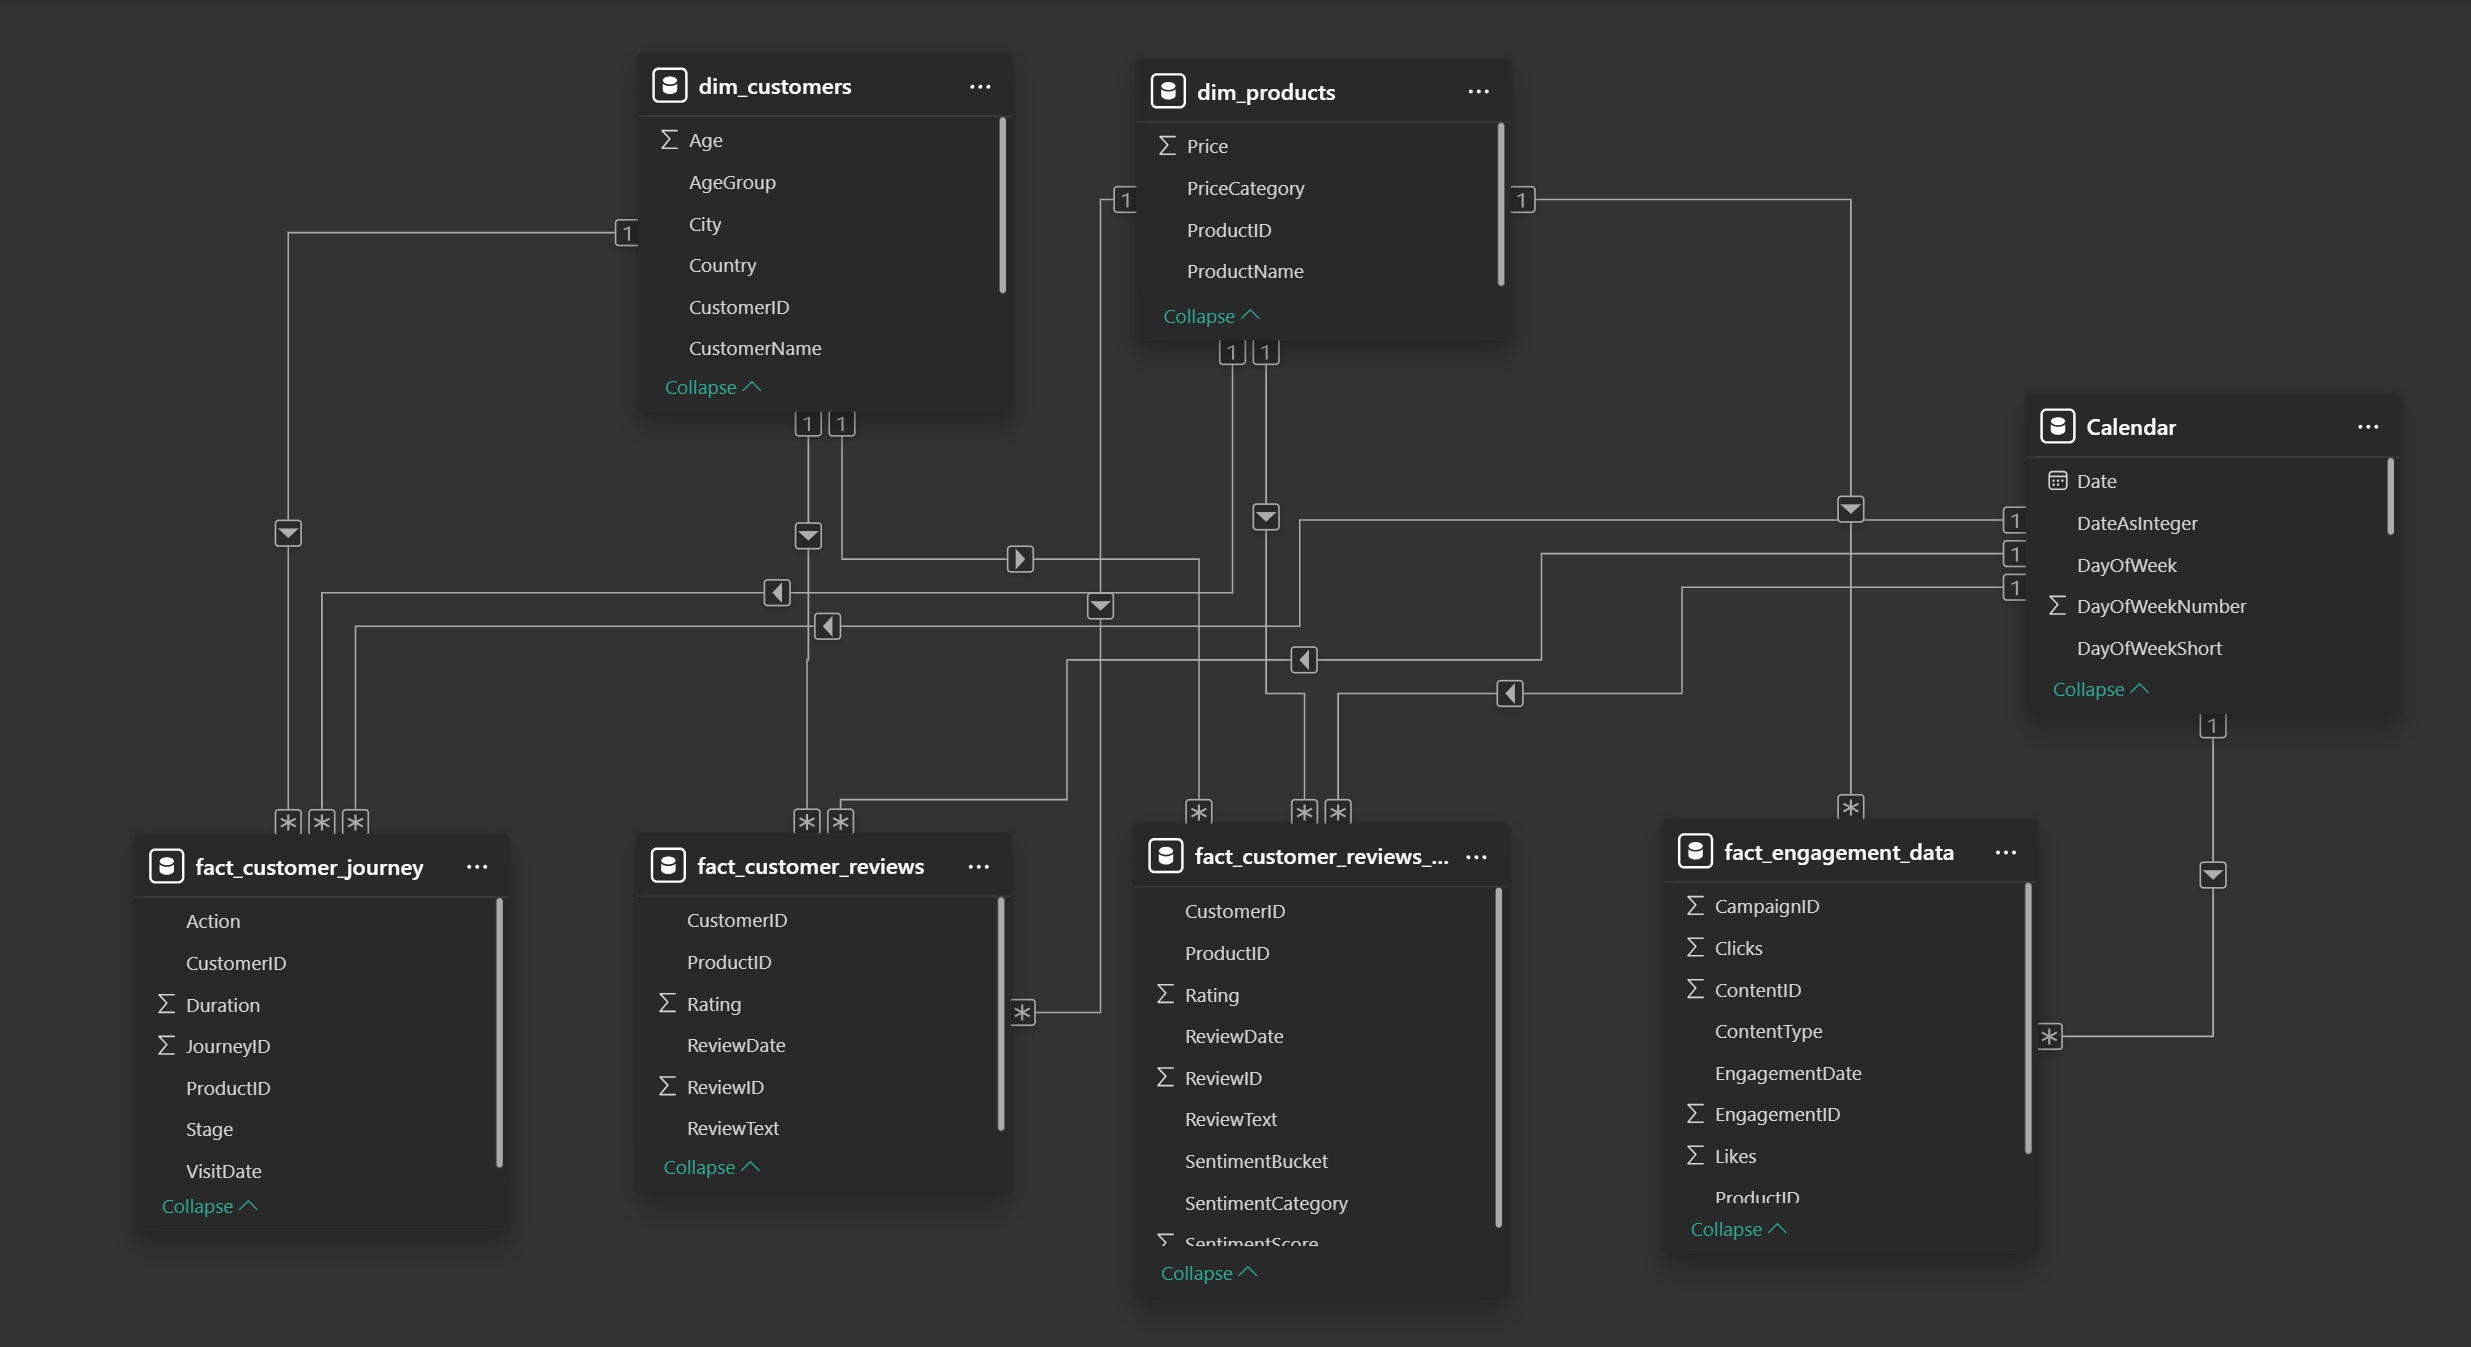 dim_customers
Age
AgeGroup
City
Country
CustomerID
CustomerName
Collapse
1
1
1
dim_products
Price
PriceCategory
ProductID
ProductName
Collapse
1
1
1
1
Calendar
Date
DateAsInteger
DayOfWeek
DayOfWeekNumber
DayOfWeekShort
Collapse
1
1
1
1
fact_customer_journey
Action
CustomerID
Duration
JourneyID
ProductID
Stage
VisitDate
Collapse
fact_customer_reviews
CustomerID
ProductID
Rating
ReviewDate
ReviewID
ReviewText
Collapse
fact_customer_reviews_...
CustomerID
ProductID
Rating
ReviewDate
ReviewID
ReviewText
SentimentBucket
SentimentCategory
SentimentScore
Collapse
fact_engagement_data
CampaignID
Clicks
ContentID
ContentType
EngagementDate
EngagementID
Likes
ProductID
Collapse